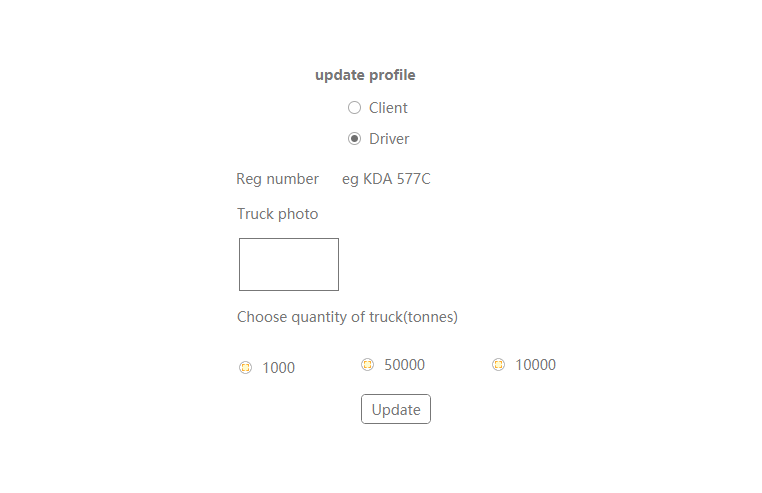 update profile
Client
Driver
Reg number eg KDA 577C
Truck photo
Choose quantity of truck(tonnes)
1000 50000 10000
Update